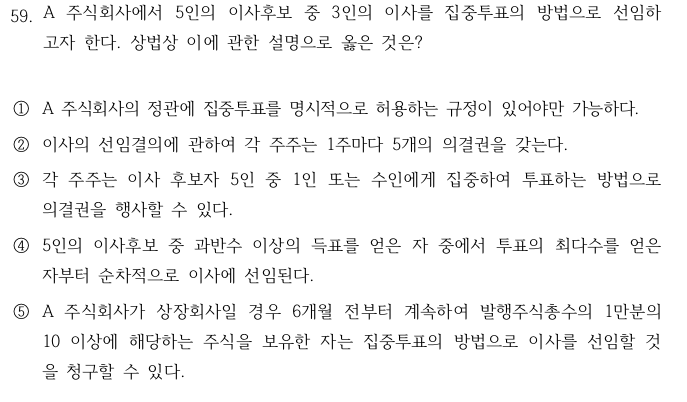 59. A 주식회사에서 5인의 이사후보 중 3인의 이사를 집중투표의 방법으로 선임하
고자 한다. 상법상 이에 관한 설명으로 옳은 것은?
① A 주식회사의 정관에 집중투표를 명시적으로 허용하는 규정이 있어야만 가능하다.
② 이사의 선임결의에 관하여 각 주주는 1주마다 5개의 의결권을 갖는다.
③ 각 주주는 이사 후보자 5인 중 1인 또는 수인에게 집중하여 투표하는 방법으로
의결권을 행사할 수 있다.
④ 5인의 이사후보 중 과반수 이상의 득표를 얻은 자 중에서 투표의 최다수를 얻은
자부터 순차적으로 이사에 선임된다.
⑤ A 주식회사가 상장회사일 경우 6개월 전부터 계속하여 발행주식총수의 1만분의
10 이상에 해당하는 주식을 보유한 자는 집중투표의 방법으로 이사를 선임할 것
을 청구할 수 있다.